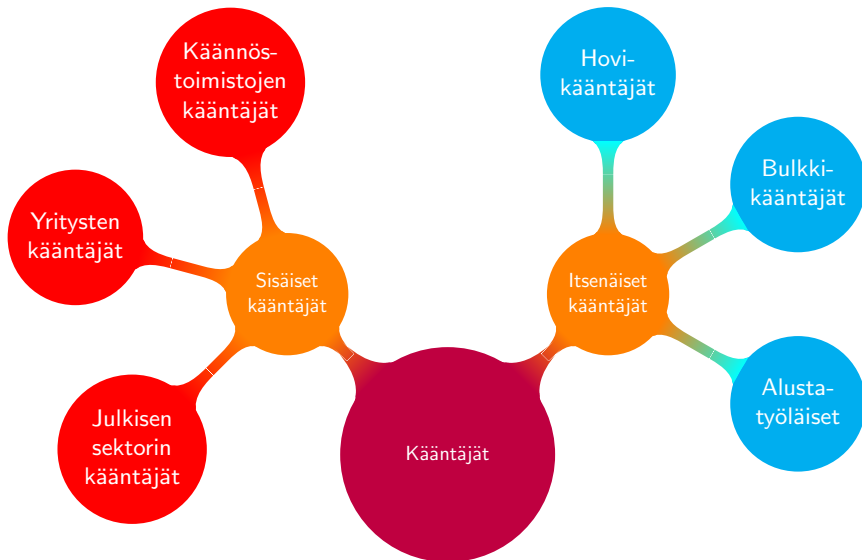 Käännös-
toimistojen
kääntäjät
Yritysten
kääntäjät
Julkisen
sektorin
kääntäjät
Sisäiset
kääntäjät
Kääntäjät
Itsenäiset
kääntäjät
Hovi-
kääntäjät
Bulkki-
kääntäjät
Alusta-
työläiset